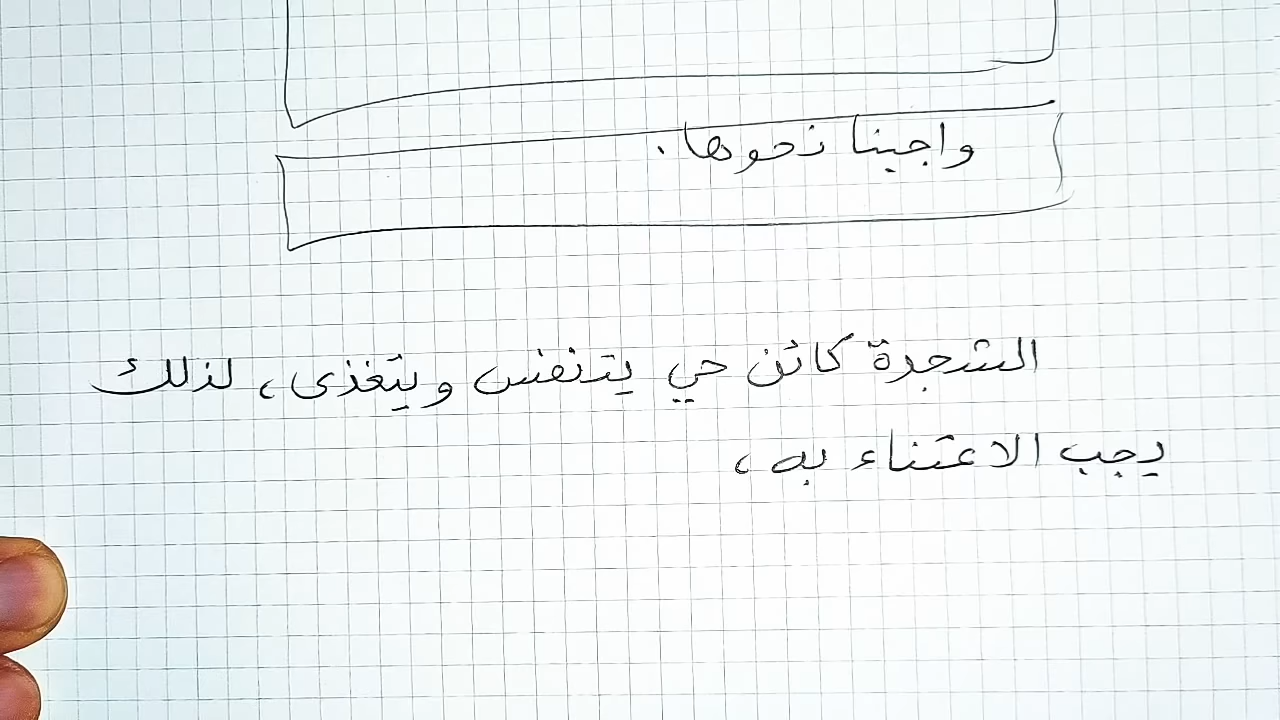 واجبنا نحوها.
الشجرة كائن حي يتنفس ويتغذى، لذلك
يجب الاعتناء به،